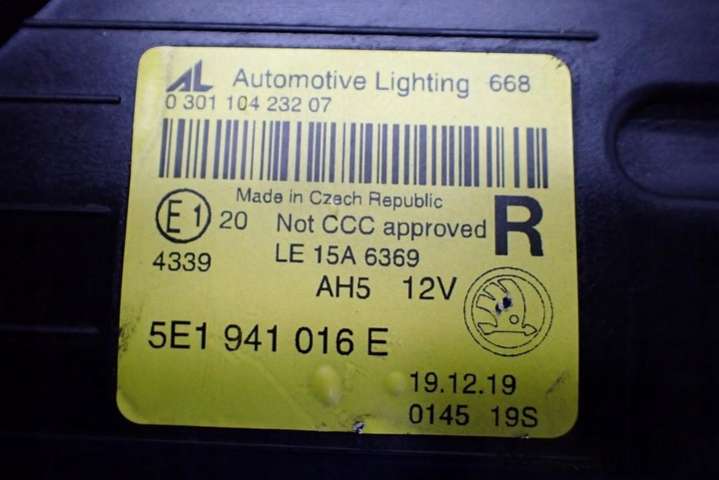 AL Automotive Lighting 668
0 301 104 232 07
Made in Czech Republic
E1 20 Not CCC approved R
4339 LE 15A 6369
AH5 12V
5E1 941 016 E
19.12.19
0145 19S